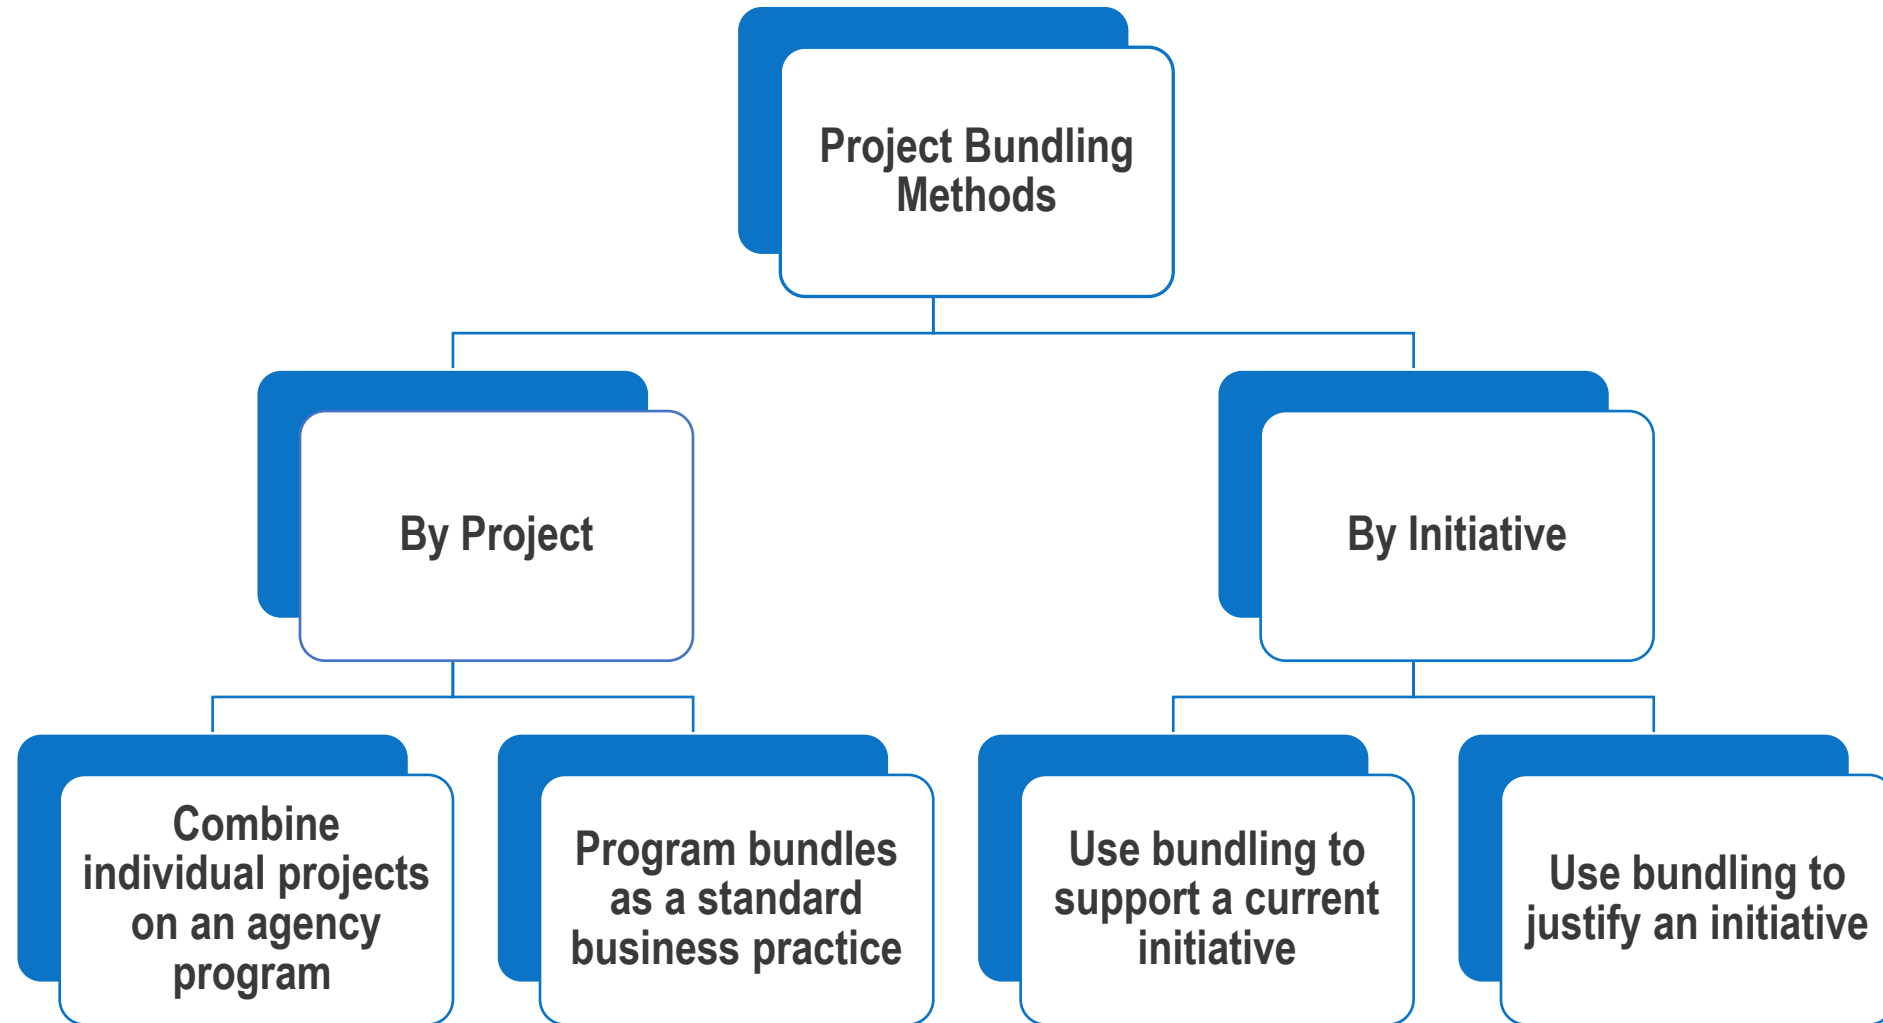 Project Bundling
Methods
By Project
By Initiative
Combine
individual projects
on an agency
program
Program bundles
as a standard
business practice
Use bundling to
support a current
initiative
Use bundling to
justify an initiative